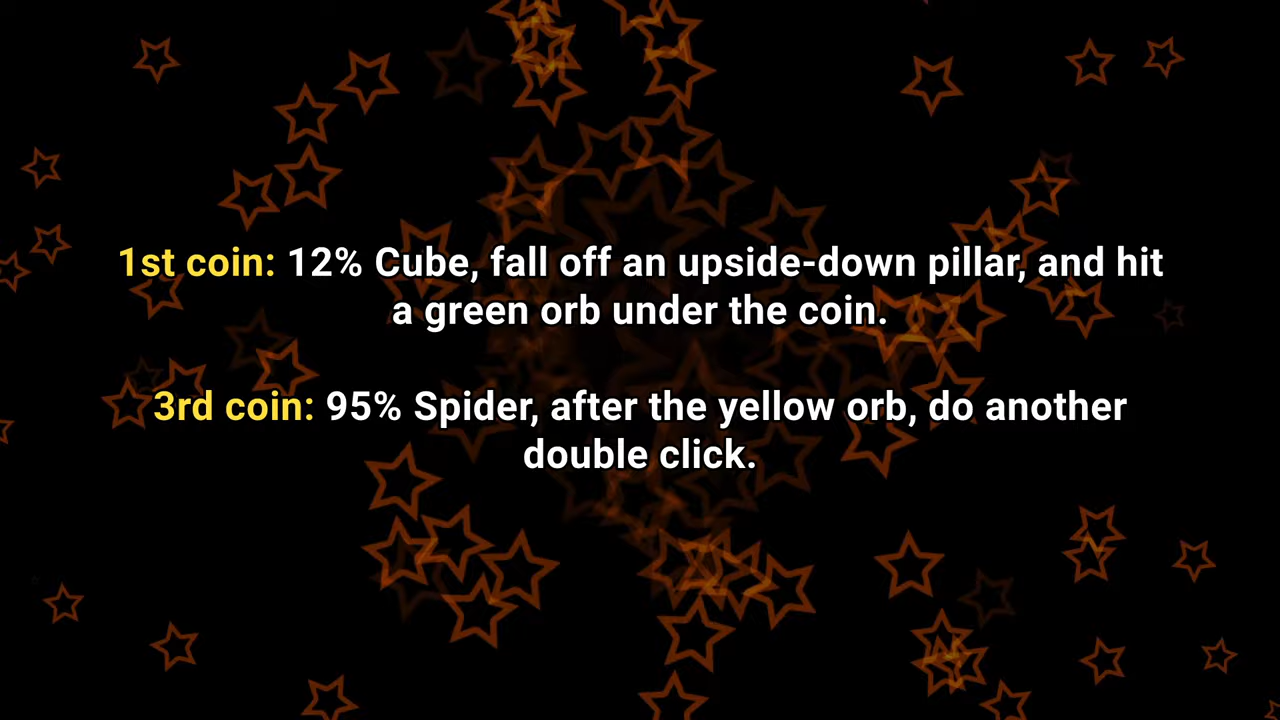 1st coin: 12% Cube, fall off an upside-down pillar, and hit
a green orb under the coin.
3rd coin: 95% Spider, after the yellow orb, do another
double click.